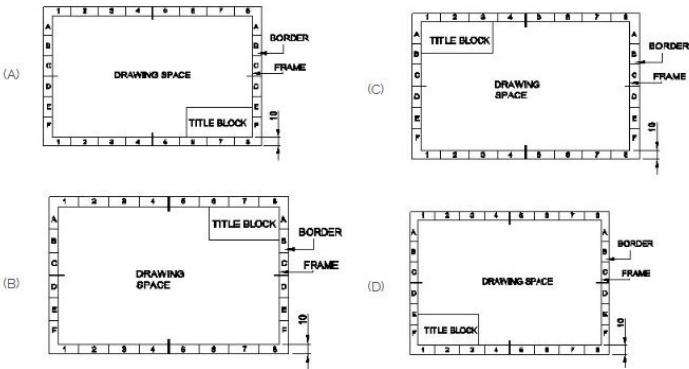 (A)
1 2 3 4 5 6 7 8
A B C D E F
A B C D E F
DRAWING SPACE
TITLE BLOCK
BORDER
FRAME
10
1 2 3 4 5 6 7 8
(B)
1 2 3 4 5 6 7 8
A B C D E F
A B C D E F
TITLE BLOCK
DRAWING
SPACE
BORDER
FRAME
10
1 2 3 4 5 6 7 8
(C)
1 2 3 4 5 6 7 8
A B C D E F
A B C D E F
TITLE BLOCK
DRAWING
SPACE
BORDER
FRAME
10
1 2 3 4 5 6 7 8
(D)
1 2 3 4 5 6 7 8
A B C D E F
A B C D E F
DRAWING SPACE
TITLE BLOCK
BORDER
FRAME
10
1 2 3 4 5 6 7 8